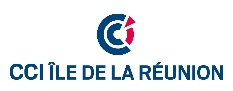 CCI ÎLE DE LA RÉUNION